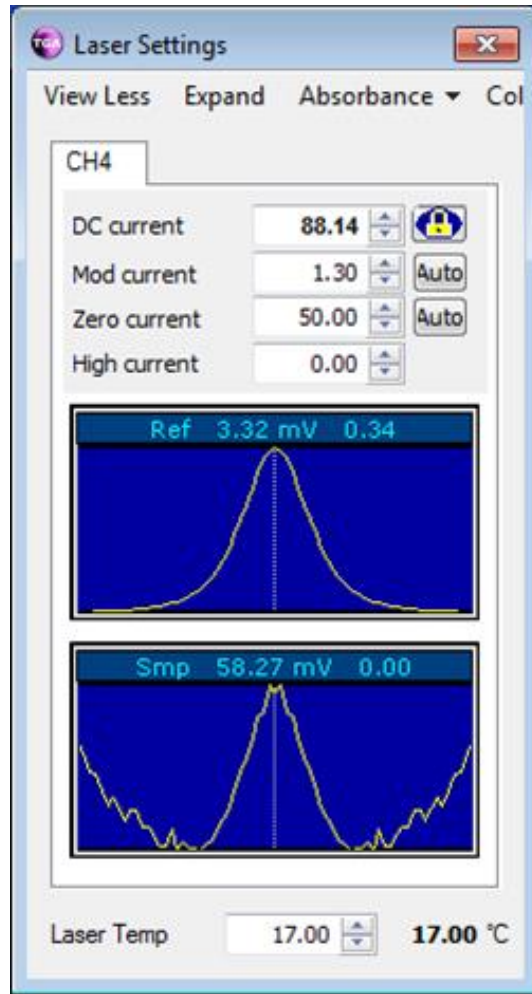 TGA Laser Settings
View Less Expand Absorbance Col
CH4
DC current 88.14
Mod current 1.30 Auto
Zero current 50.00 Auto
High current 0.00
Ref 3.32 mV 0.34
Smp 58.27 mV 0.00
Laser Temp 17.00 17.00 °C